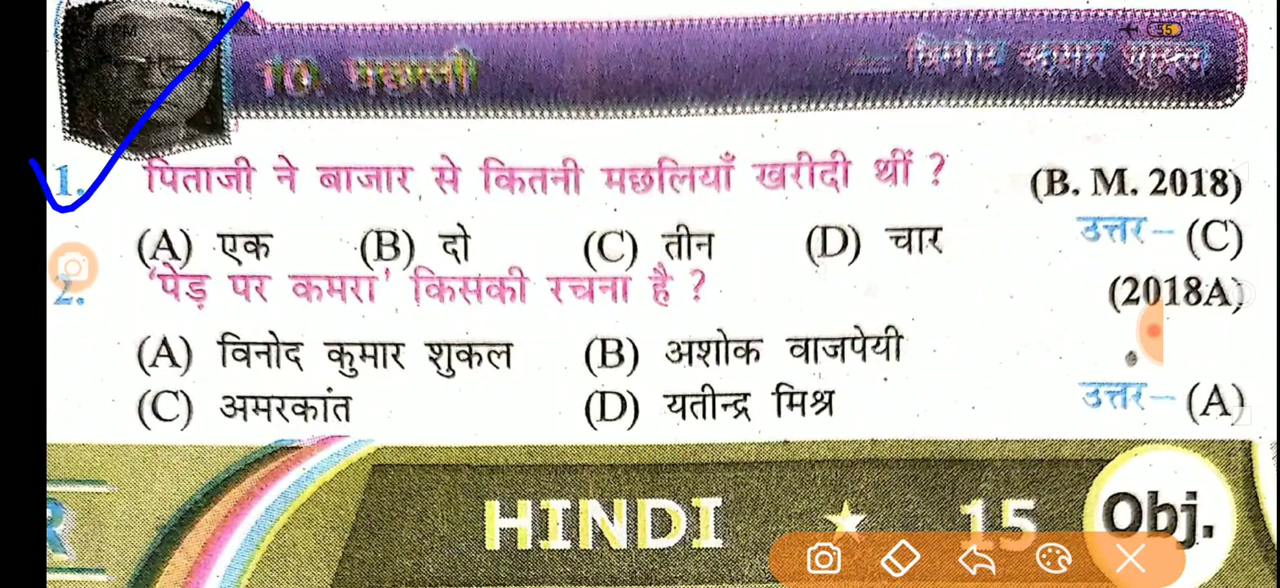 10. मछली — विनोद कुमार शुक्ल
1. पिताजी ने बाजार से कितनी मछलियाँ खरीदी थीं ? (B. M. 2018)
(A) एक (B) दो (C) तीन (D) चार उत्तर– (C)
2. ‘पेड़ पर कमरा’ किसकी रचना है ? (2018A)
(A) विनोद कुमार शुकल (B) अशोक वाजपेयी
(C) अमरकांत (D) यतीन्द्र मिश्र उत्तर– (A)
HINDI ★ 15 Obj.